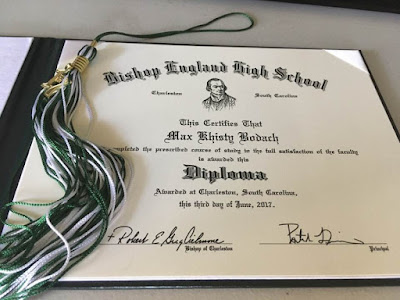 Bishop England High School
Charleston South Carolina
This Certifies That
Max Khisty Bodach
completed the prescribed course of study to the full satisfaction of the faculty
is awarded this
Diploma
Awarded at Charleston, South Carolina,
this third day of June, 2017.
+ Robert E. Guglielmone
Bishop of Charleston Principal